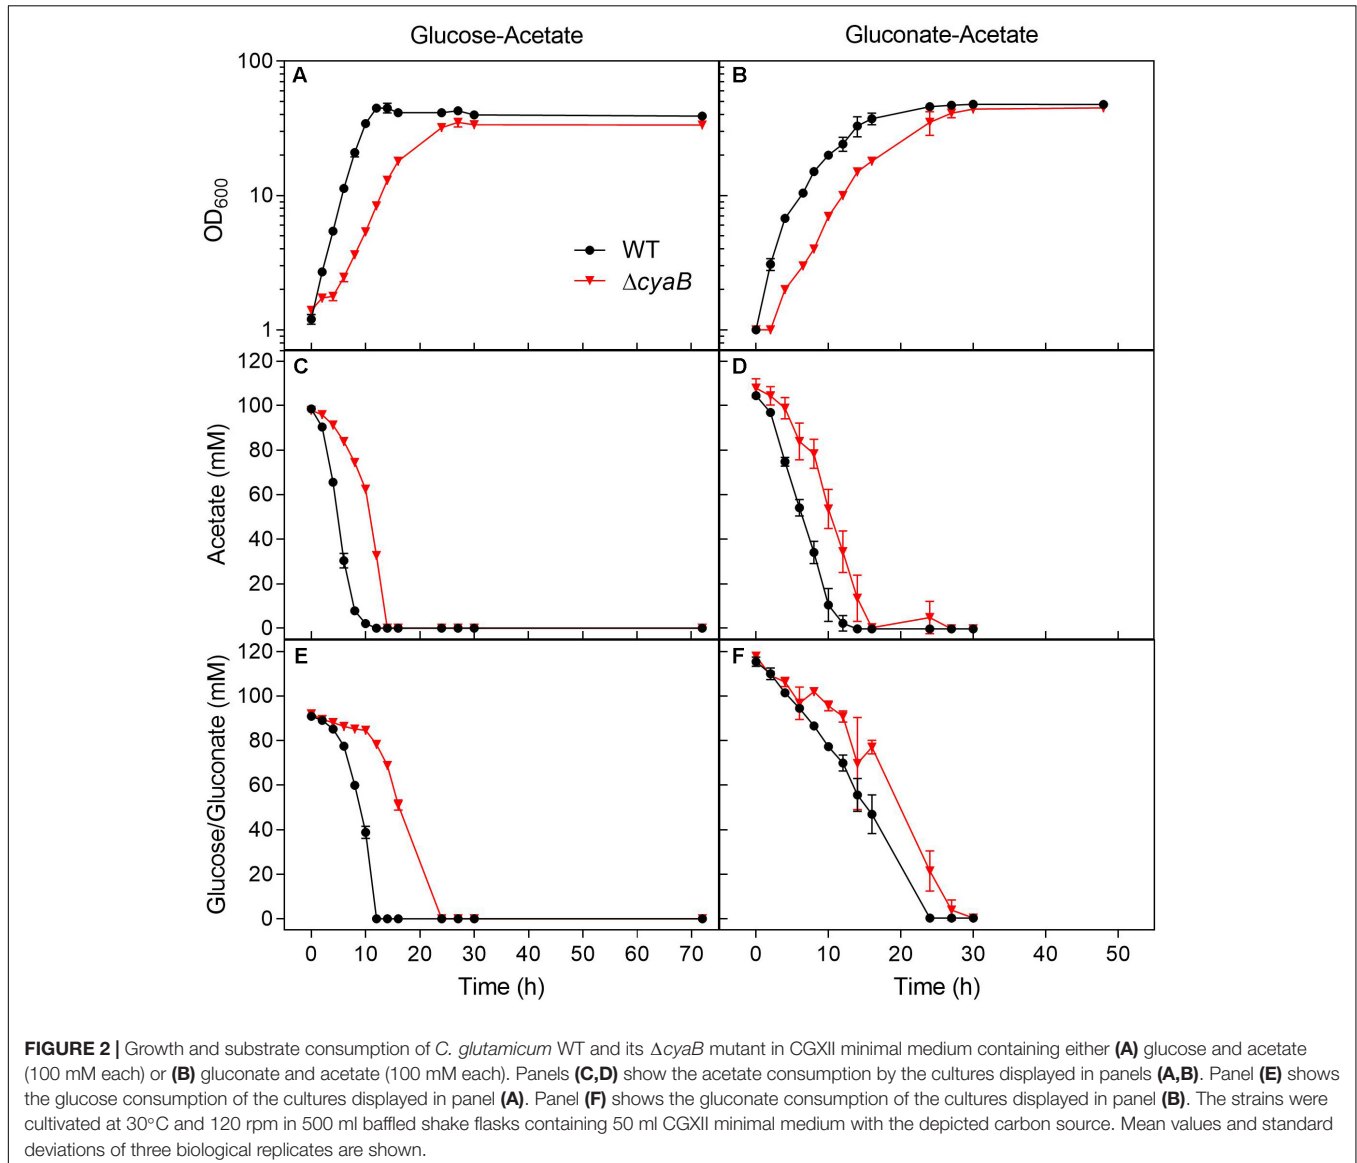 Glucose-Acetate
Gluconate-Acetate
A
B
100
10
1
OD600
WT
ΔcyaB
C
D
120
100
80
60
40
20
0
Acetate (mM)
E
F
120
100
80
60
40
20
0
Glucose/Gluconate (mM)
0 10 20 30 40 50 60 70
0 10 20 30 40 50
Time (h)
Time (h)
FIGURE 2 | Growth and substrate consumption of C. glutamicum WT and its ΔcyaB mutant in CGXII minimal medium containing either (A) glucose and acetate
(100 mM each) or (B) gluconate and acetate (100 mM each). Panels (C,D) show the acetate consumption by the cultures displayed in panels (A,B). Panel (E) shows
the glucose consumption of the cultures displayed in panel (A). Panel (F) shows the gluconate consumption of the cultures displayed in panel (B). The strains were
cultivated at 30°C and 120 rpm in 500 ml baffled shake flasks containing 50 ml CGXII minimal medium with the depicted carbon source. Mean values and standard
deviations of three biological replicates are shown.